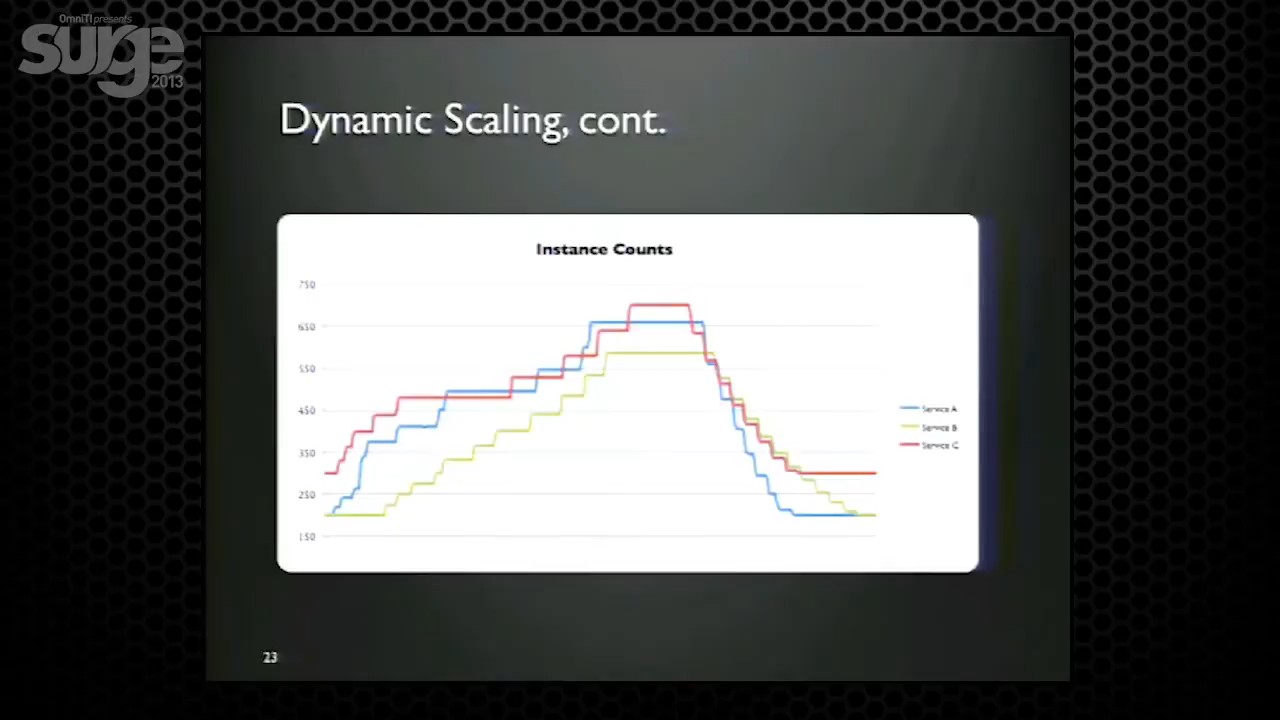 OmniTI presents
surge
2013
Dynamic Scaling, cont.
Instance Counts
750
650
550
450
350
250
150
Service A
Service B
Service C
23